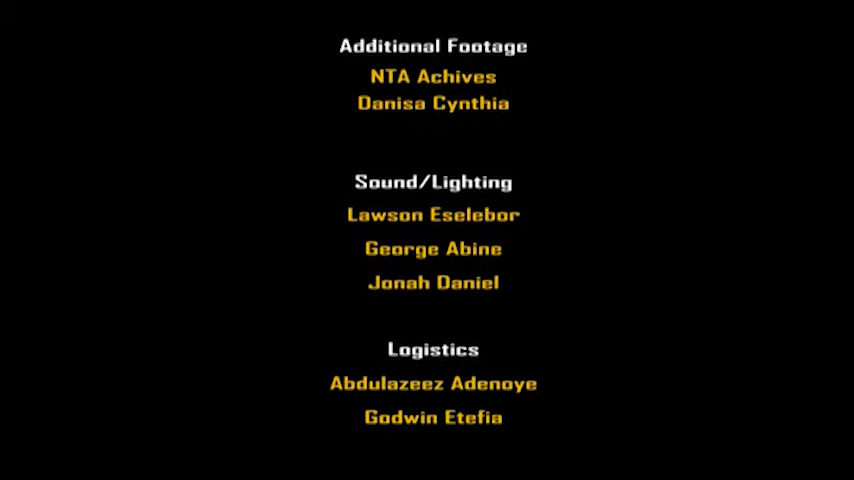 Additional Footage
NTA Achives
Danisa Cynthia
Sound/Lighting
Lawson Eselebor
George Abine
Jonah Daniel
Logistics
Abdulazeez Adenoye
Godwin Etefia